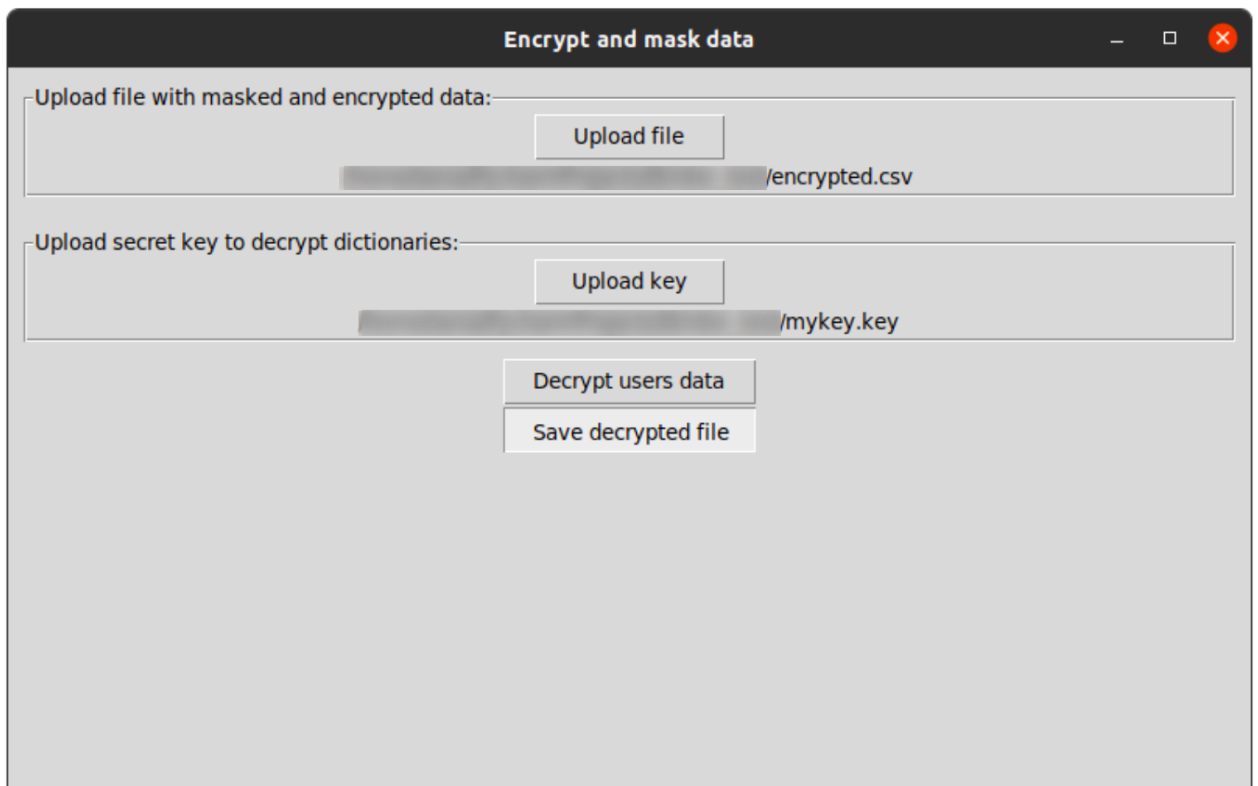 Encrypt and mask data
Upload file with masked and encrypted data:
Upload file
/encrypted.csv
Upload secret key to decrypt dictionaries:
Upload key
/mykey.key
Decrypt users data
Save decrypted file